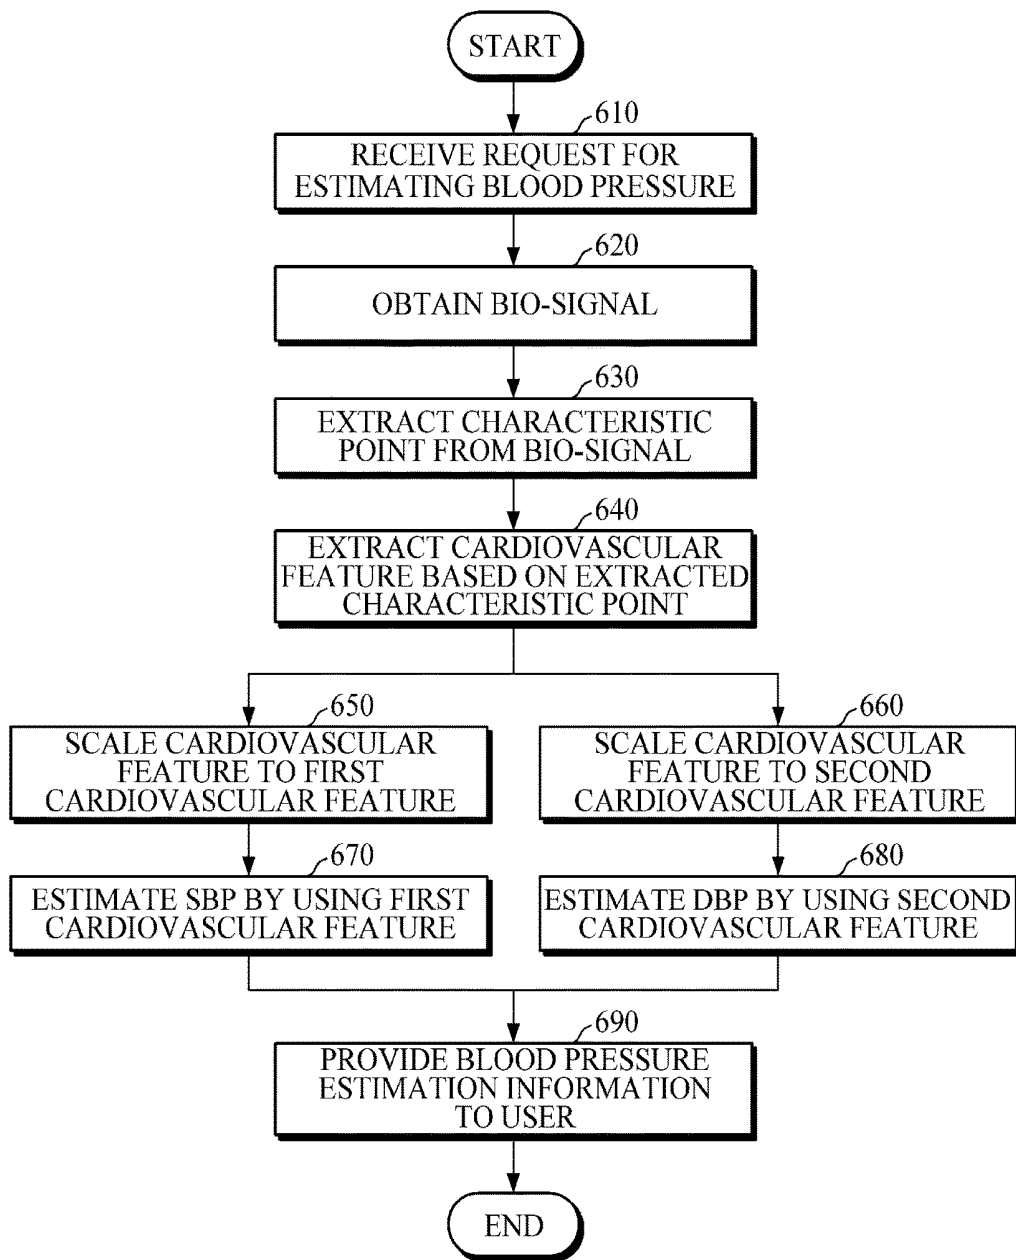 START
610
RECEIVE REQUEST FOR
ESTIMATING BLOOD PRESSURE
620
OBTAIN BIO-SIGNAL
630
EXTRACT CHARACTERISTIC
POINT FROM BIO-SIGNAL
640
EXTRACT CARDIOVASCULAR
FEATURE BASED ON EXTRACTED
CHARACTERISTIC POINT
650
SCALE CARDIOVASCULAR
FEATURE TO FIRST
CARDIOVASCULAR FEATURE
660
SCALE CARDIOVASCULAR
FEATURE TO SECOND
CARDIOVASCULAR FEATURE
670
ESTIMATE SBP BY USING FIRST
CARDIOVASCULAR FEATURE
680
ESTIMATE DBP BY USING SECOND
CARDIOVASCULAR FEATURE
690
PROVIDE BLOOD PRESSURE
ESTIMATION INFORMATION
TO USER
END